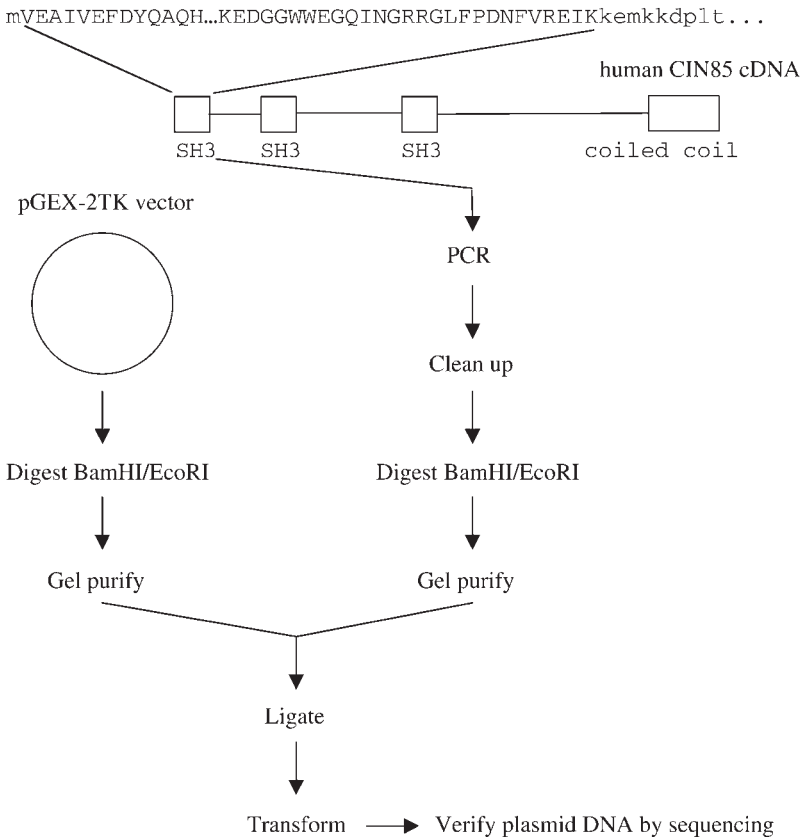 mVEAIVEFDYQAQH…KEDGGWWEGQINGRRGLFPDNFVREIKkemkkdplt...
human CIN85 cDNA
SH3 SH3 SH3 coiled coil
pGEX-2TK vector
PCR
Clean up
Digest BamHI/EcoRI Digest BamHI/EcoRI
Gel purify Gel purify
Ligate
Transform Verify plasmid DNA by sequencing